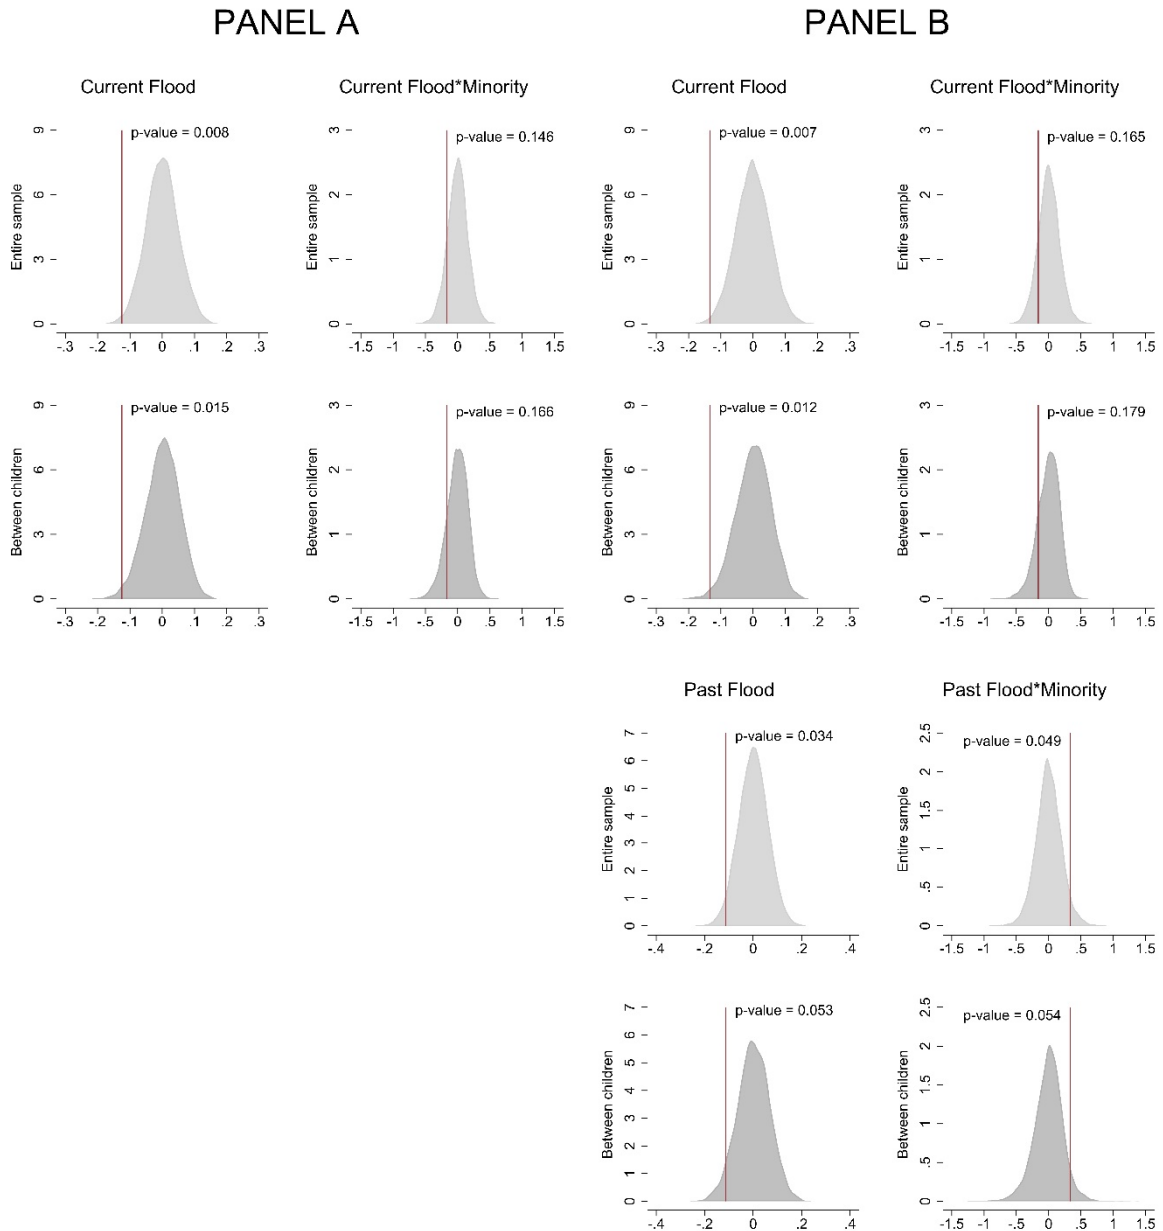 PANEL A
PANEL B
Current Flood
Current Flood*Minority
Current Flood
Current Flood*Minority
Entire sample
9
6
3
0
p-value = 0.008
-.3 -.2 -.1 0 .1 .2 .3
Entire sample
3
2
1
0
p-value = 0.146
-1.5 -1 -.5 0 .5 1 1.5
Entire sample
9
6
3
0
p-value = 0.007
-.3 -.2 -.1 0 .1 .2 .3
Entire sample
3
2
1
0
p-value = 0.165
-1.5 -1 -.5 0 .5 1 1.5
Between children
9
6
3
0
p-value = 0.015
-.3 -.2 -.1 0 .1 .2 .3
Between children
3
2
1
0
p-value = 0.166
-1.5 -1 -.5 0 .5 1 1.5
Between children
9
6
3
0
p-value = 0.012
-.3 -.2 -.1 0 .1 .2 .3
Between children
3
2
1
0
p-value = 0.179
-1.5 -1 -.5 0 .5 1 1.5
Past Flood
Past Flood*Minority
Entire sample
7
6
5
4
3
2
1
0
p-value = 0.034
-.4 -.2 0 .2 .4
Entire sample
2.5
2
1.5
1
.5
0
p-value = 0.049
-1.5 -1 -.5 0 .5 1 1.5
Between children
7
6
5
4
3
2
1
0
p-value = 0.053
-.4 -.2 0 .2 .4
Between children
2.5
2
1.5
1
.5
0
p-value = 0.054
-1.5 -1 -.5 0 .5 1 1.5